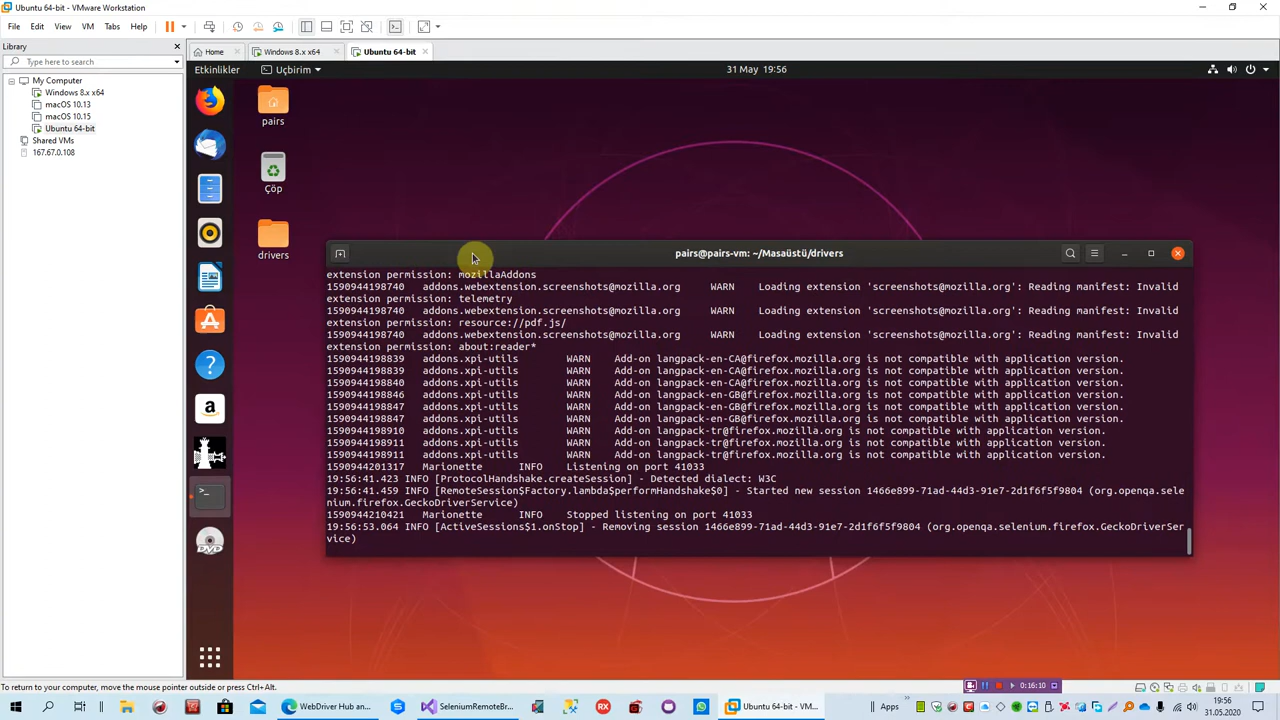 Ubuntu 64-bit - VMware Workstation
File Edit View VM Tabs Help
Library
Type here to search
My Computer
Windows 8.x x64
macOS 10.13
macOS 10.15
Ubuntu 64-bit
Shared VMs
167.67.0.108
Home
Windows 8.x x64
Ubuntu 64-bit
Etkinlikler
Uçbirim
31 May 19:56
pairs
Çöp
drivers
pairs@pairs-vm: ~/Masaüstü/drivers
extension permission: mozillaAddons
1590944198740 addons.webextension.screenshots@mozilla.org WARN Loading extension 'screenshots@mozilla.org': Reading manifest: Invalid
extension permission: telemetry
1590944198740 addons.webextension.screenshots@mozilla.org WARN Loading extension 'screenshots@mozilla.org': Reading manifest: Invalid
extension permission: resource://pdf.js/
1590944198740 addons.webextension.screenshots@mozilla.org WARN Loading extension 'screenshots@mozilla.org': Reading manifest: Invalid
extension permission: about:reader*
1590944198839 addons.xpi-utils WARN Add-on langpack-en-CA@firefox.mozilla.org is not compatible with application version.
1590944198839 addons.xpi-utils WARN Add-on langpack-en-CA@firefox.mozilla.org is not compatible with application version.
1590944198840 addons.xpi-utils WARN Add-on langpack-en-CA@firefox.mozilla.org is not compatible with application version.
1590944198846 addons.xpi-utils WARN Add-on langpack-en-GB@firefox.mozilla.org is not compatible with application version.
1590944198847 addons.xpi-utils WARN Add-on langpack-en-GB@firefox.mozilla.org is not compatible with application version.
1590944198847 addons.xpi-utils WARN Add-on langpack-en-GB@firefox.mozilla.org is not compatible with application version.
1590944198910 addons.xpi-utils WARN Add-on langpack-tr@firefox.mozilla.org is not compatible with application version.
1590944198911 addons.xpi-utils WARN Add-on langpack-tr@firefox.mozilla.org is not compatible with application version.
1590944198911 addons.xpi-utils WARN Add-on langpack-tr@firefox.mozilla.org is not compatible with application version.
1590944201317 Marionette INFO Listening on port 41033
19:56:41.423 INFO [ProtocolHandshake.createSession] - Detected dialect: W3C
19:56:41.459 INFO [RemoteSession$Factory.lambda$performHandshake$0] - Started new session 1466e899-71ad-44d3-91e7-2d1f6f5f9804 (org.openqa.sele
nium.firefox.GeckoDriverService)
1590944210421 Marionette INFO Stopped listening on port 41033
19:56:53.064 INFO [ActiveSessions$1.onStop] - Removing session 1466e899-71ad-44d3-91e7-2d1f6f5f9804 (org.openqa.selenium.firefox.GeckoDriverSer
vice)
To return to your computer, move the mouse pointer outside or press Ctrl+Alt.
0:16:10
WebDriver Hub an...
SeleniumRemoteBr...
Ubuntu 64-bit - VM...
Apps
19:56
31.05.2020